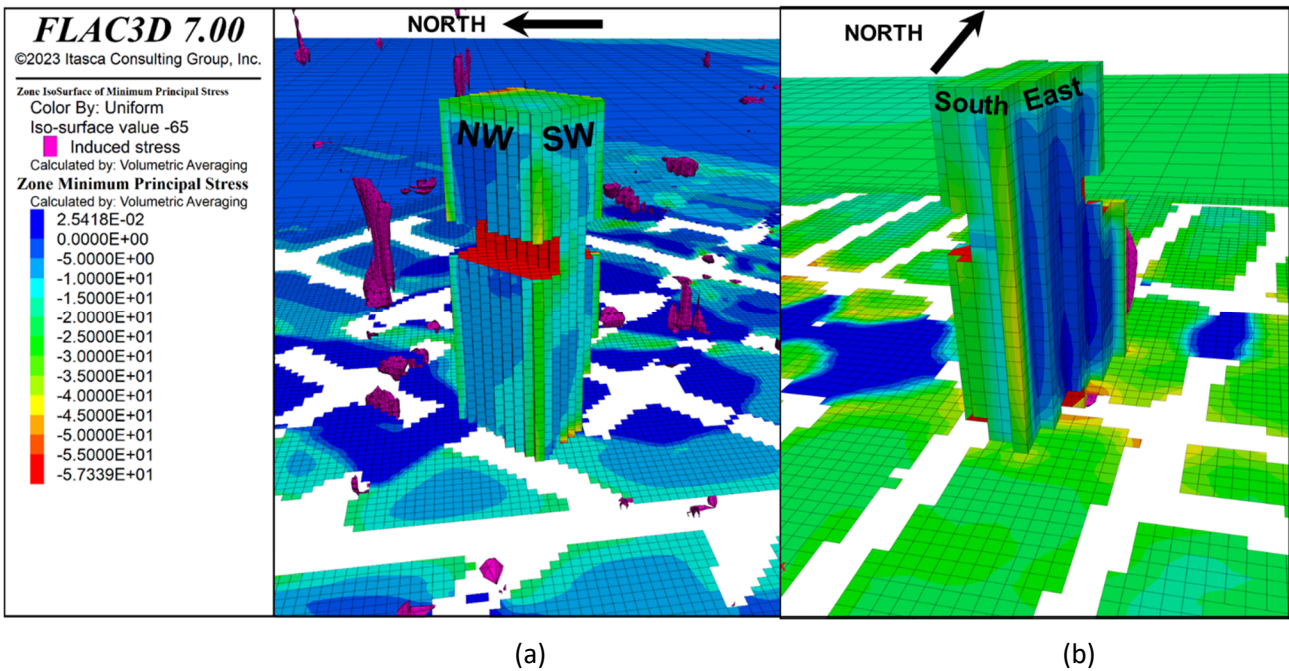 FLAC3D 7.00
©2023 Itasca Consulting Group, Inc.
Zone IsoSurface of Minimum Principal Stress
Color By: Uniform
Iso-surface value -65
Induced stress
Calculated by: Volumetric Averaging
Zone Minimum Principal Stress
Calculated by: Volumetric Averaging
2.5418E-02
0.0000E+00
-5.0000E+00
-1.0000E+01
-1.5000E+01
-2.0000E+01
-2.5000E+01
-3.0000E+01
-3.5000E+01
-4.0000E+01
-4.5000E+01
-5.0000E+01
-5.5000E+01
-5.7339E+01
NORTH
NW SW
(a)
NORTH
South East
(b)